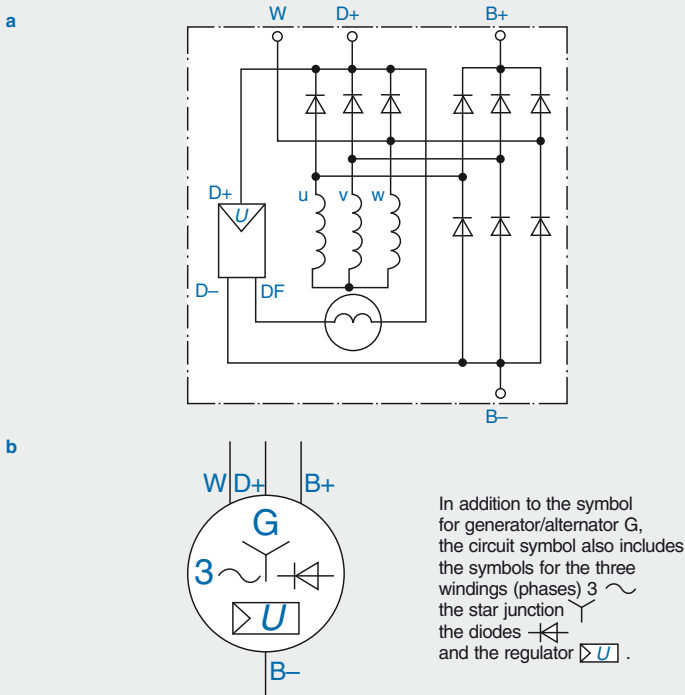 a
W D+ B+
D+
U
u v w
D– DF
B–
b
W D+ B+
G
3
U
B–
In addition to the symbol
for generator/alternator G,
the circuit symbol also includes
the symbols for the three
windings (phases) 3
the star junction
the diodes
and the regulator U .